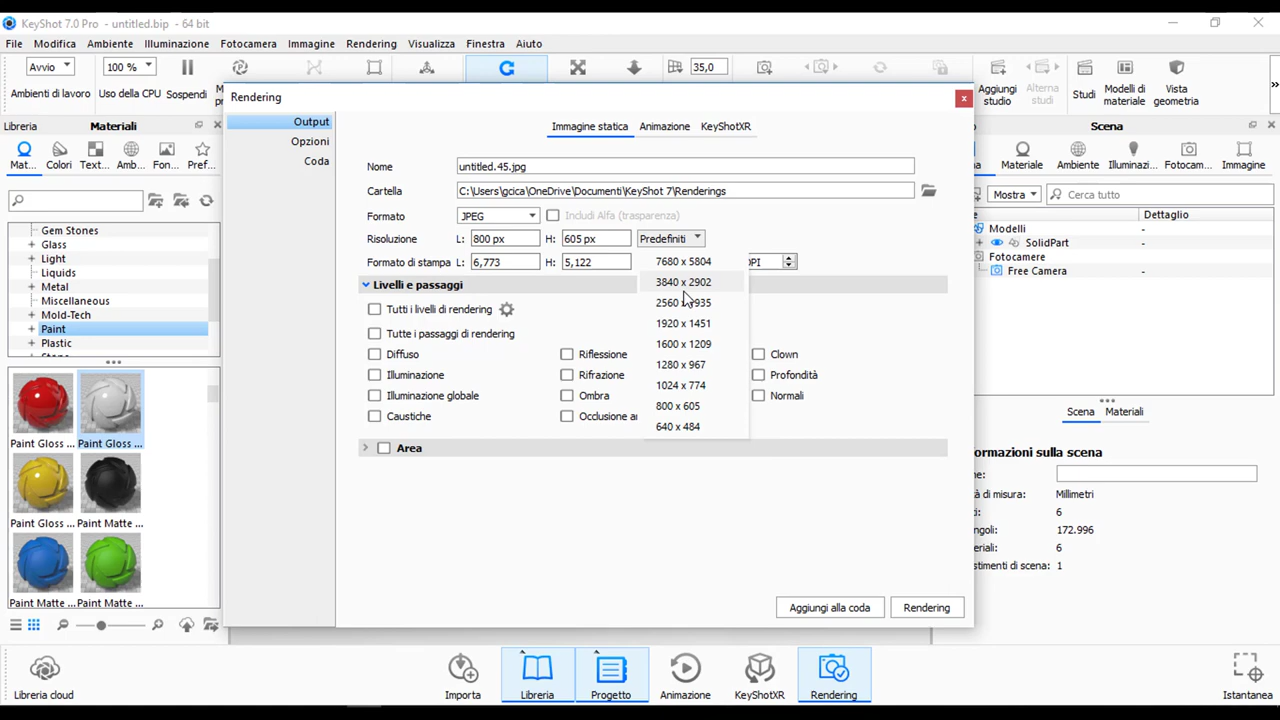 KeyShot 7.0 Pro - untitled.bip - 64 bit
File Modifica Ambiente Illuminazione Fotocamera Immagine Rendering Visualizza Finestra Aiuto
Avvio 100 % 35,0
Ambienti di lavoro Uso della CPU Sospendi Aggiungi studio Alterna studi Studi Modelli di materiale Vista geometria
Libreria Materiali
Mat... Colori Text... Amb... Fon... Pref...
Gem Stones
Glass
Light
Liquids
Metal
Miscellaneous
Mold-Tech
Paint
Plastic
Paint Gloss ... Paint Gloss ...
Paint Gloss ... Paint Matte ...
Paint Matte ... Paint Matte ...
Rendering
Output
Opzioni
Coda
Immagine statica Animazione KeyShotXR
Nome untitled.45.jpg
Cartella C:\Users\gcica\OneDrive\Documenti\KeyShot 7\Renderings
Formato JPEG Includi Alfa (trasparenza)
Risoluzione L: 800 px H: 605 px Predefiniti
Formato di stampa L: 6,773 H: 5,122
7680 x 5804
3840 x 2902
2560 x 1935
1920 x 1451
1600 x 1209
1280 x 967
1024 x 774
800 x 605
640 x 484
Livelli e passaggi
Tutti i livelli di rendering
Tutte i passaggi di rendering
Diffuso Riflessione Clown
Illuminazione Rifrazione Profondità
Illuminazione globale Ombra Normali
Caustiche Occlusione
Area
Aggiungi alla coda Rendering
Scena
Materiale Ambiente Illuminazi... Fotocam... Immagine
Mostra Cerca tutto
Dettaglio
Modelli -
SolidPart -
Fotocamere
Free Camera -
Scena Materiali
ormazioni sulla scena
Millimetri
6
172.996
6
stimenti di scena: 1
Libreria cloud Importa Libreria Progetto Animazione KeyShotXR Rendering Istantanea